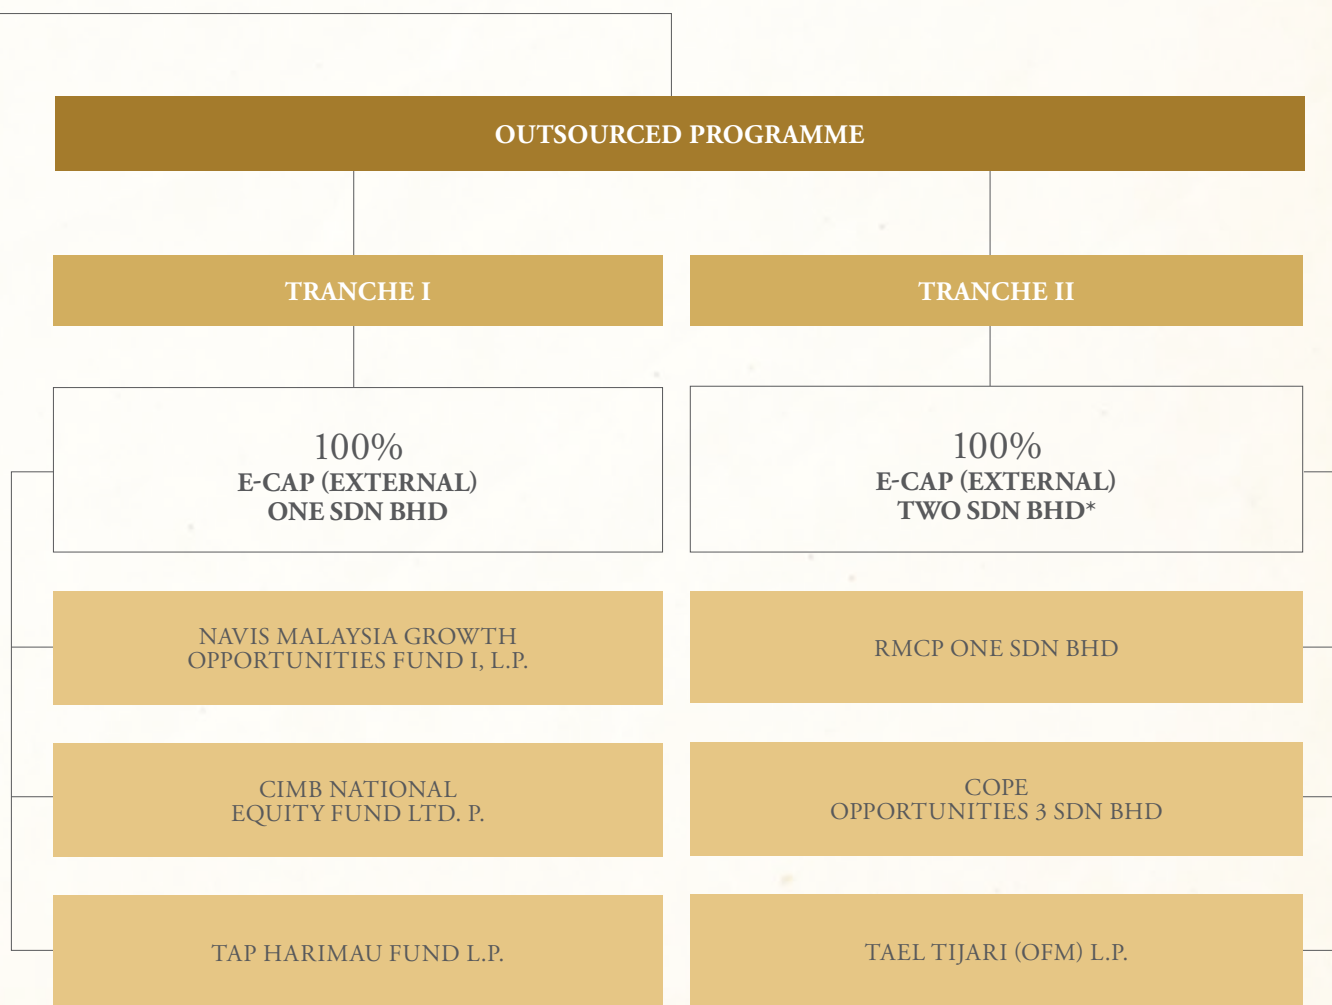 OUTSOURCED PROGRAMME
TRANCHE I
100%
E-CAP (EXTERNAL)
ONE SDN BHD
NAVIS MALAYSIA GROWTH
OPPORTUNITIES FUND I, L.P.
CIMB NATIONAL
EQUITY FUND LTD. P.
TAP HARIMAU FUND L.P.
TRANCHE II
100%
E-CAP (EXTERNAL)
TWO SDN BHD*
RMCP ONE SDN BHD
COPE
OPPORTUNITIES 3 SDN BHD
TAEL TIJARI (OFM) L.P.